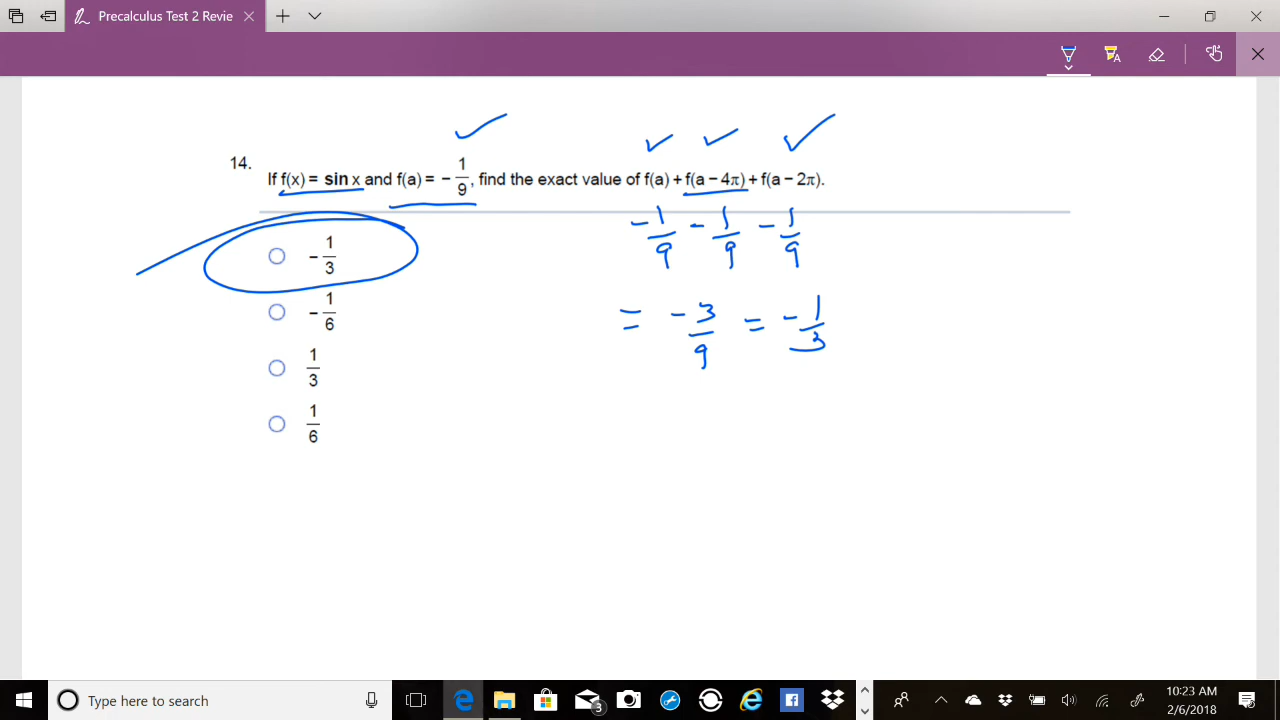 Precalculus Test 2 Revie
14.
If f(x) = sin x and f(a) = - 1/9, find the exact value of f(a) + f(a - 4π) + f(a - 2π).
- 1/9 - 1/9 - 1/9
- 1/3
= - 3/9 = - 1/3
- 1/6
1/3
1/6
Type here to search
3
10:23 AM
2/6/2018